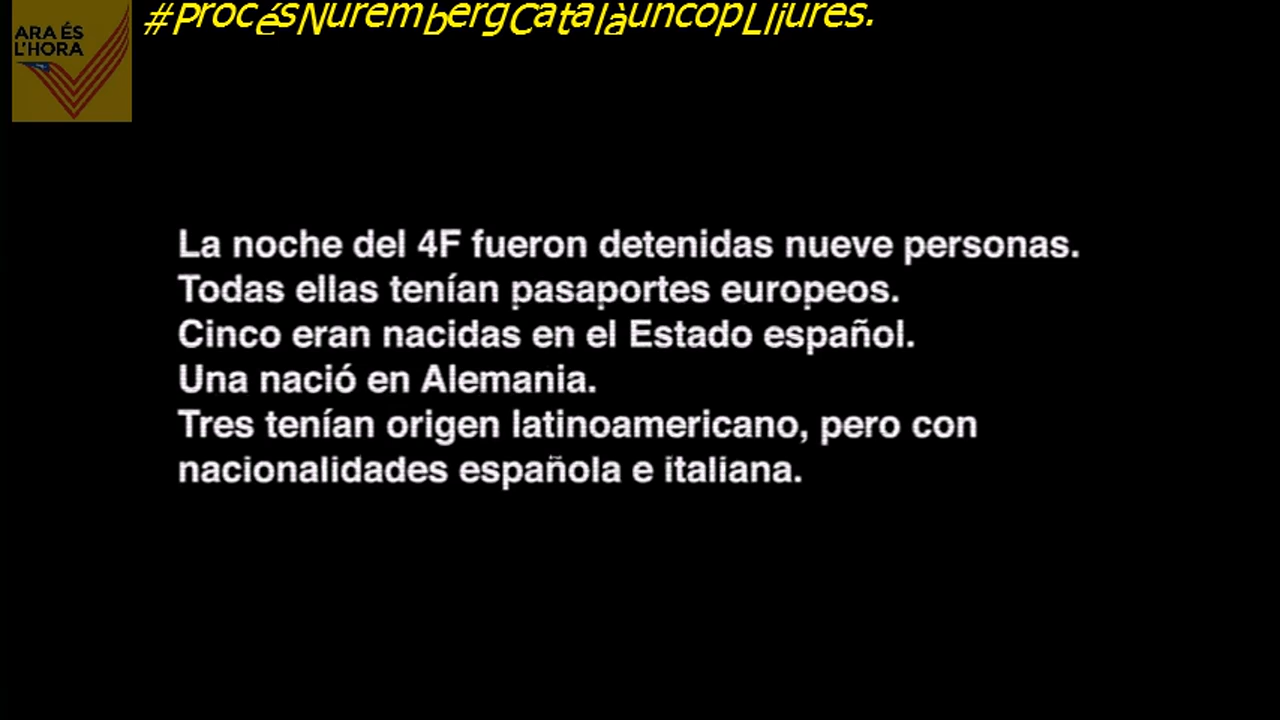 #ProcésNurembergCatalàuncopLliures.
ARA ÉS
L'HORA
La noche del 4F fueron detenidas nueve personas.
Todas ellas tenían pasaportes europeos.
Cinco eran nacidas en el Estado español.
Una nació en Alemania.
Tres tenían origen latinoamericano, pero con
nacionalidades española e italiana.